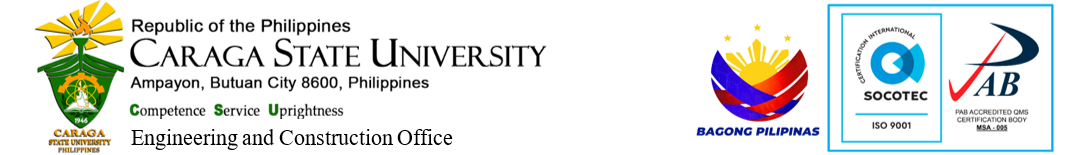 Republic of the Philippines
CARAGA STATE UNIVERSITY
Ampayon, Butuan City 8600, Philippines
Competence Service Uprightness
Engineering and Construction Office
1946
CARAGA
STATE UNIVERSITY
PHILIPPINES
BAGONG PILIPINAS
CERTIFICATION INTERNATIONAL
SOCOTEC
ISO 9001
PAB
PAB ACCREDITED QMS
CERTIFICATION BODY
MSA - 005